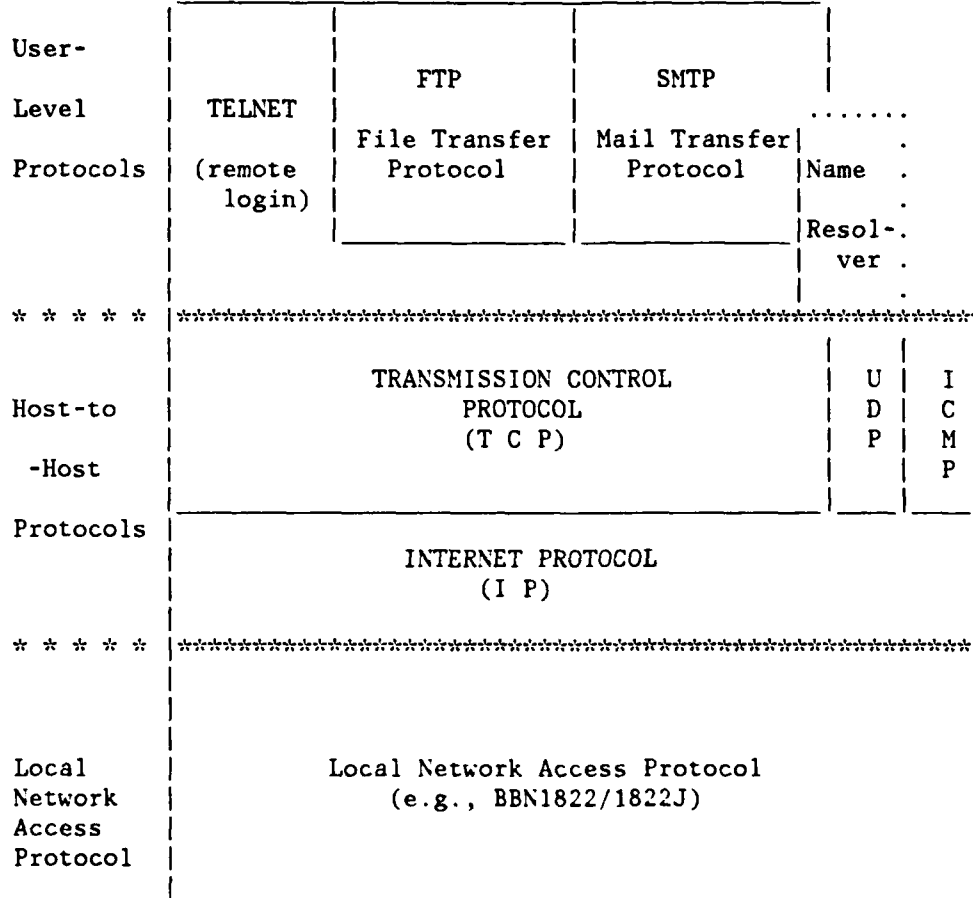 User-
FTP SMTP
Level TELNET
File Transfer Mail Transfer
Protocols (remote Protocol Protocol Name
login)
Resol-
ver
* * * * * ******************************************************
TRANSMISSION CONTROL U I
Host-to PROTOCOL D C
(T C P) P M
-Host P
Protocols
INTERNET PROTOCOL
(I P)
* * * * * ******************************************************
Local Local Network Access Protocol
Network (e.g., BBN1822/1822J)
Access
Protocol